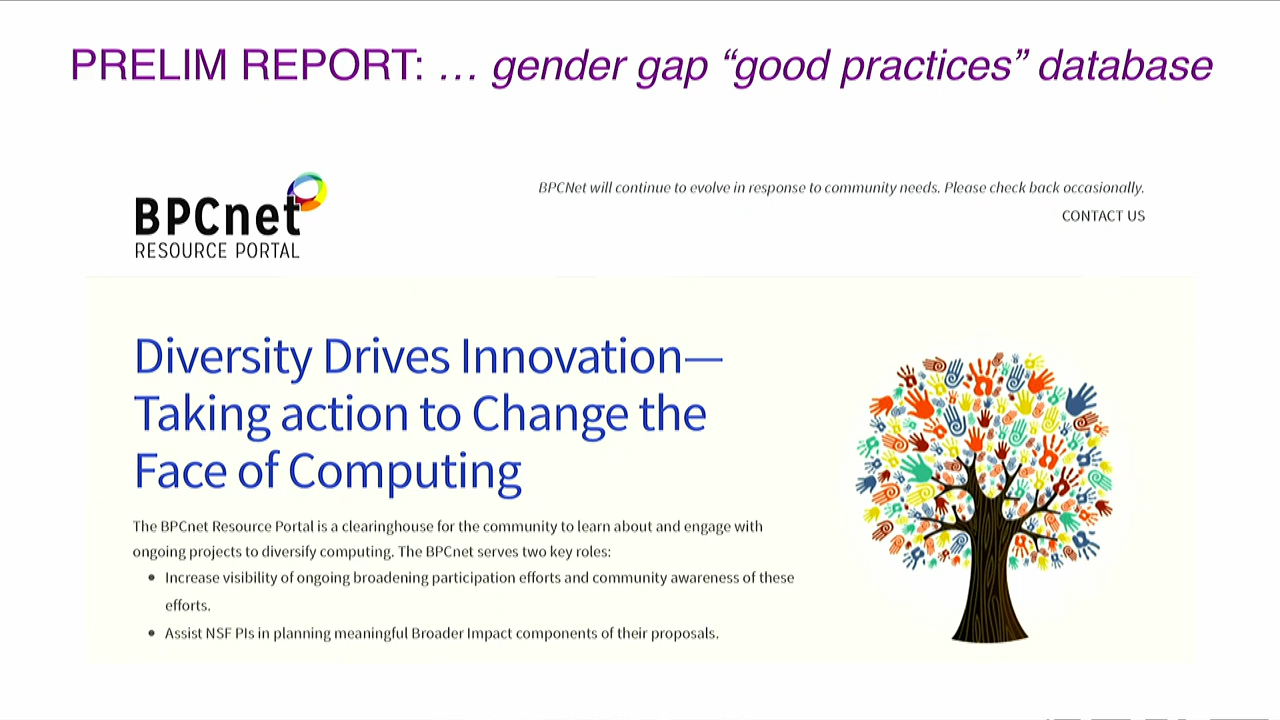 PRELIM REPORT: … gender gap “good practices” database
BPCnet
RESOURCE PORTAL
BPCNet will continue to evolve in response to community needs. Please check back occasionally.
CONTACT US
Diversity Drives Innovation—
Taking action to Change the
Face of Computing
The BPCnet Resource Portal is a clearinghouse for the community to learn about and engage with
ongoing projects to diversify computing. The BPCnet serves two key roles:
• Increase visibility of ongoing broadening participation efforts and community awareness of these
efforts.
• Assist NSF PIs in planning meaningful Broader Impact components of their proposals.